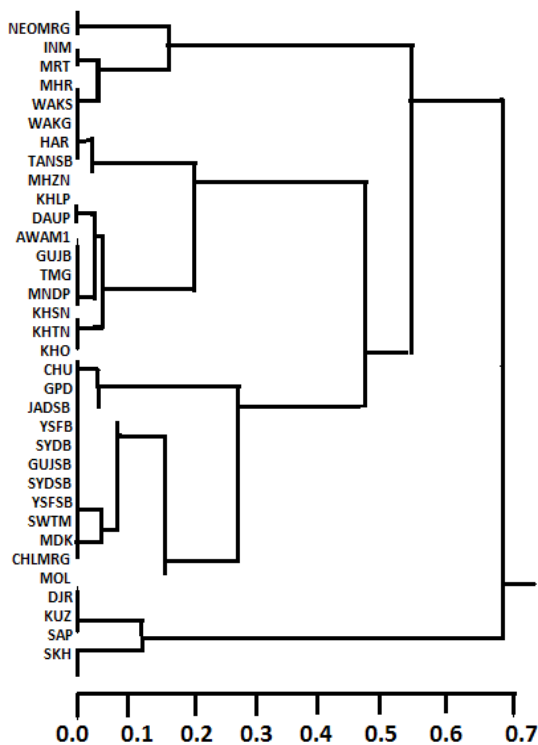 NEOMRG
INM
MRT
MHR
WAKS
WAKG
HAR
TANSB
MHZN
KHLP
DAUP
AWAM1
GUJB
TMG
MNDP
KHSN
KHTN
KHO
CHU
GPD
JADSB
YSFB
SYDB
GUJSB
SYDSB
YSFSB
SWTM
MDK
CHLMRG
MOL
DJR
KUZ
SAP
SKH
0.0 0.1 0.2 0.3 0.4 0.5 0.6 0.7